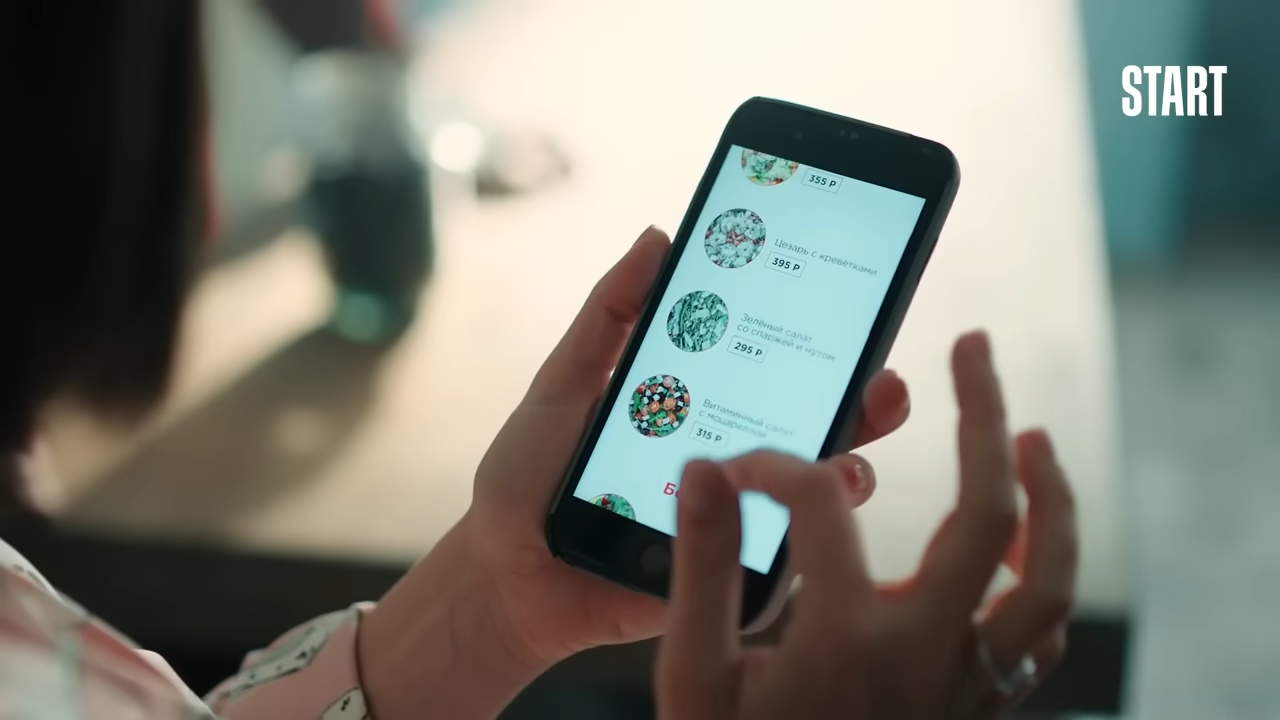 START
355 ₽
Цезарь с креветками
395 ₽
Зелёный салат
со спаржей и нутом
295 ₽
Витаминный салат
с моцареллой
315 ₽